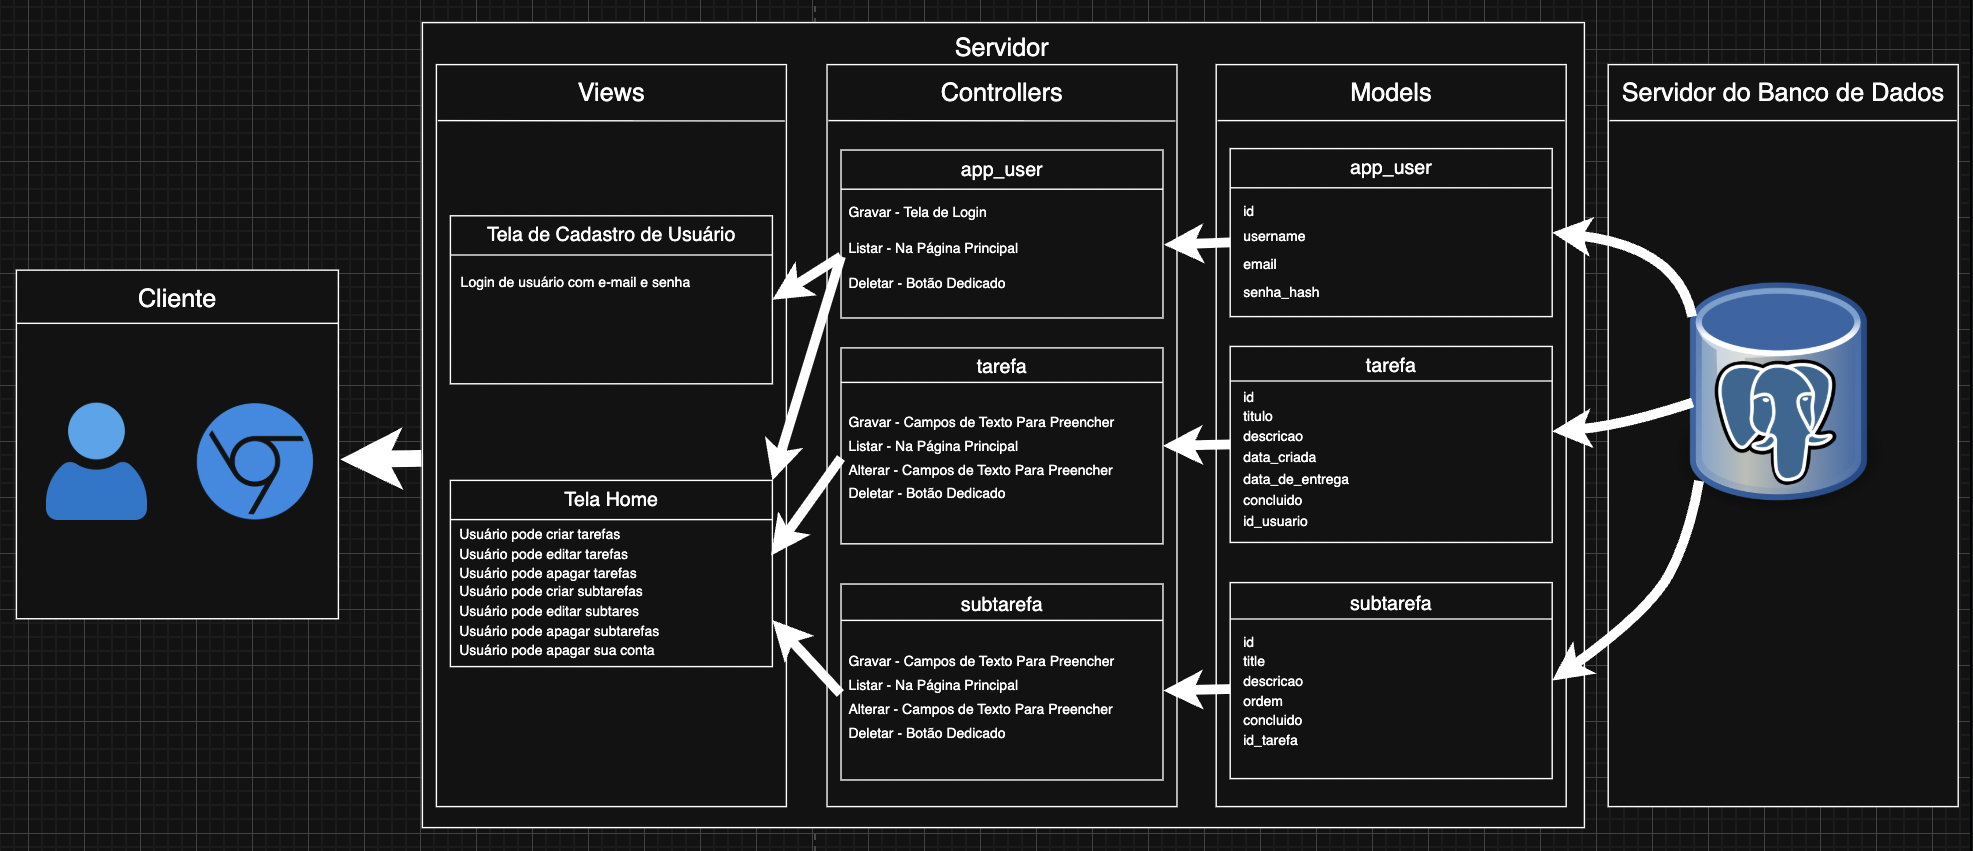 Servidor
Cliente
Views
Tela de Cadastro de Usuário
Login de usuário com e-mail e senha
Tela Home
Usuário pode criar tarefas
Usuário pode editar tarefas
Usuário pode apagar tarefas
Usuário pode criar subtarefas
Usuário pode editar subtares
Usuário pode apagar subtarefas
Usuário pode apagar sua conta
Controllers
app_user
Gravar - Tela de Login
Listar - Na Página Principal
Deletar - Botão Dedicado
tarefa
Gravar - Campos de Texto Para Preencher
Listar - Na Página Principal
Alterar - Campos de Texto Para Preencher
Deletar - Botão Dedicado
subtarefa
Gravar - Campos de Texto Para Preencher
Listar - Na Página Principal
Alterar - Campos de Texto Para Preencher
Deletar - Botão Dedicado
Models
app_user
id
username
email
senha_hash
tarefa
id
titulo
descricao
data_criada
data_de_entrega
concluido
id_usuario
subtarefa
id
title
descricao
ordem
concluido
id_tarefa
Servidor do Banco de Dados